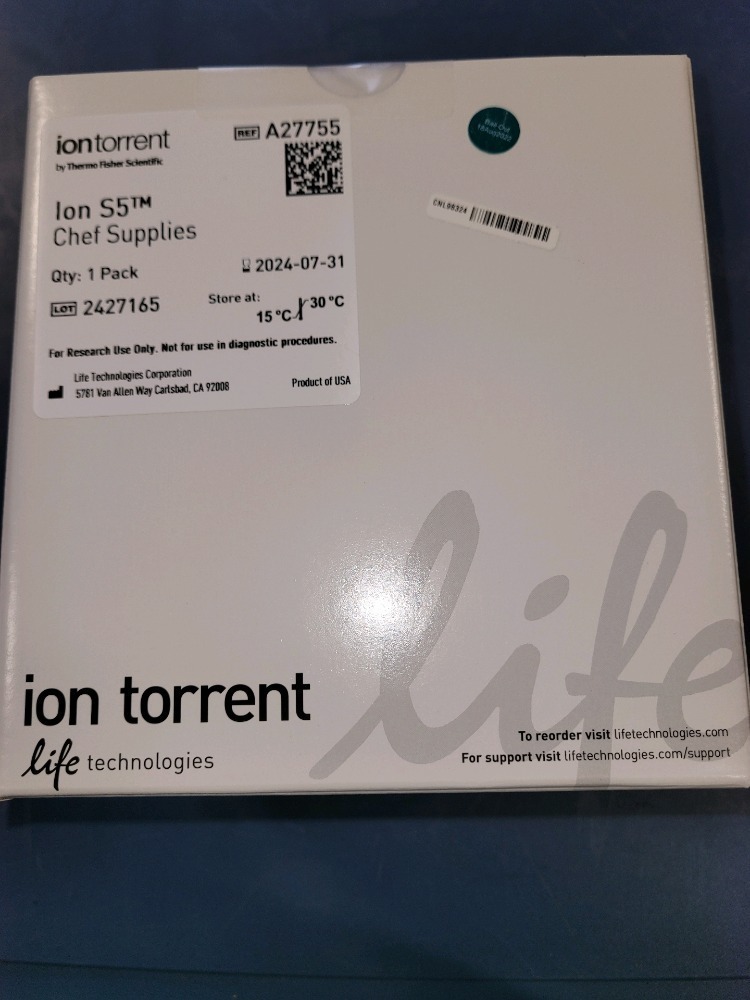 iontorrent
by Thermo Fisher Scientific
REF A27755
Ion S5™
Chef Supplies
Qty: 1 Pack
2024-07-31
LOT 2427165
Store at:
15 °C
30 °C
For Research Use Only. Not for use in diagnostic procedures.
Life Technologies Corporation
5781 Van Allen Way Carlsbad, CA 92008
Product of USA
CNL08324
life
ion torrent
life technologies
To reorder visit lifetechnologies.com
For support visit lifetechnologies.com/support